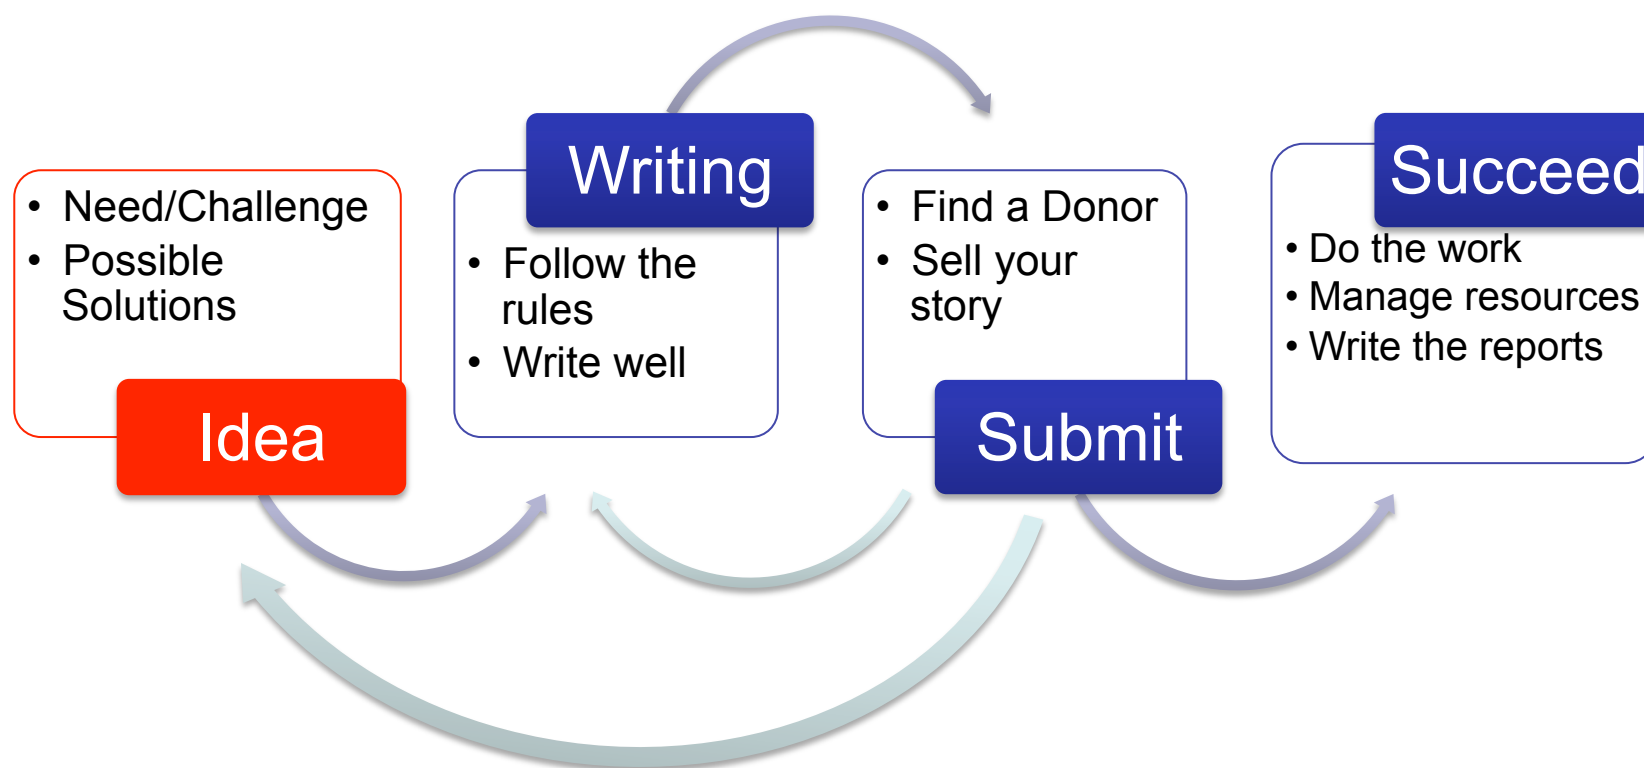 • Need/Challenge
• Possible
Solutions
Idea
Writing
• Follow the
rules
• Write well
• Find a Donor
• Sell your
story
Submit
Succeed
• Do the work
• Manage resources
• Write the reports